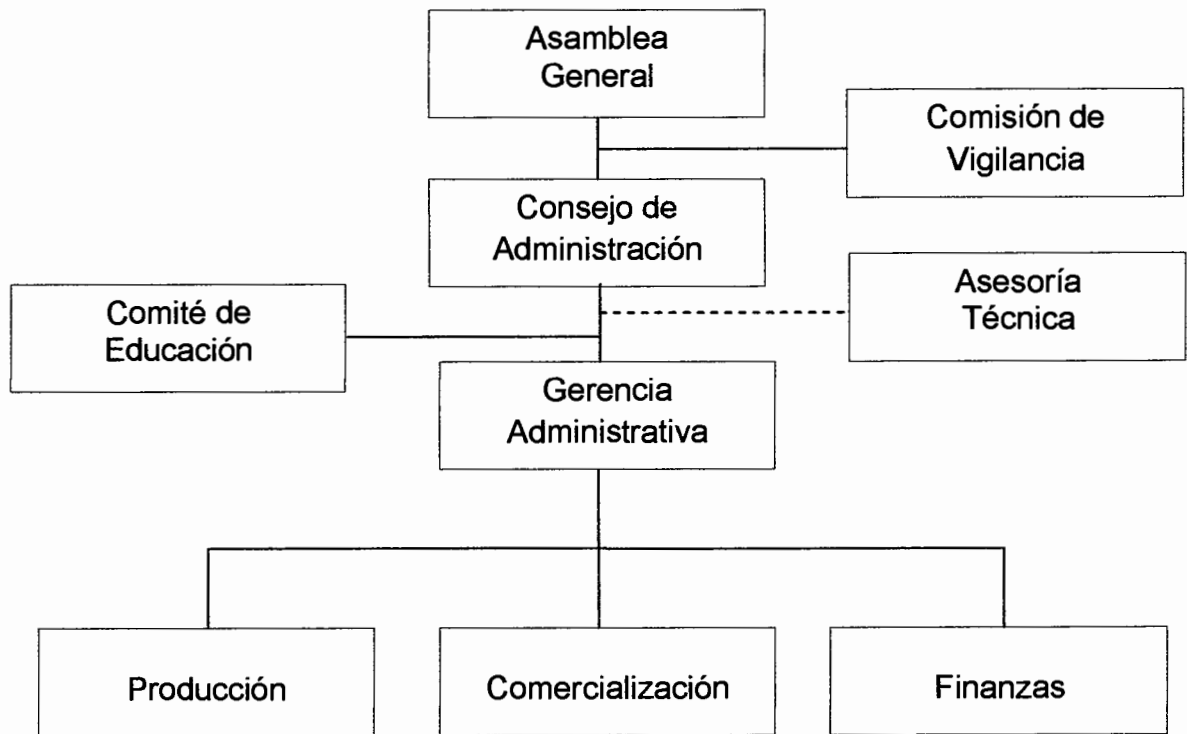 Asamblea
General
Comisión de
Vigilancia
Consejo de
Administración
Asesoría
Técnica
Comité de
Educación
Gerencia
Administrativa
Producción
Comercialización
Finanzas